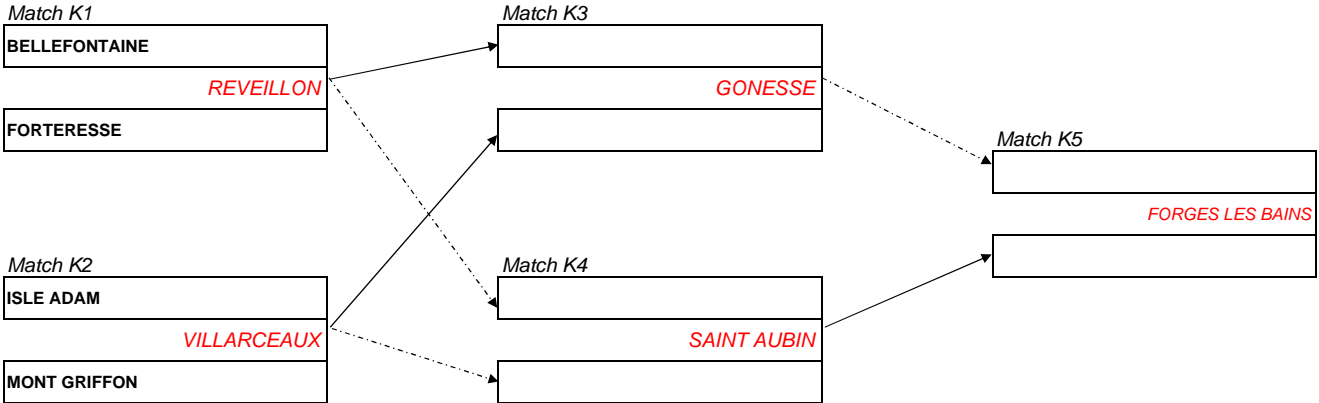 Match K1
BELLEFONTAINE
REVEILLON
FORTERESSE
Match K2
ISLE ADAM
VILLARCEAUX
MONT GRIFFON
Match K3
GONESSE
Match K4
SAINT AUBIN
Match K5
FORGES LES BAINS